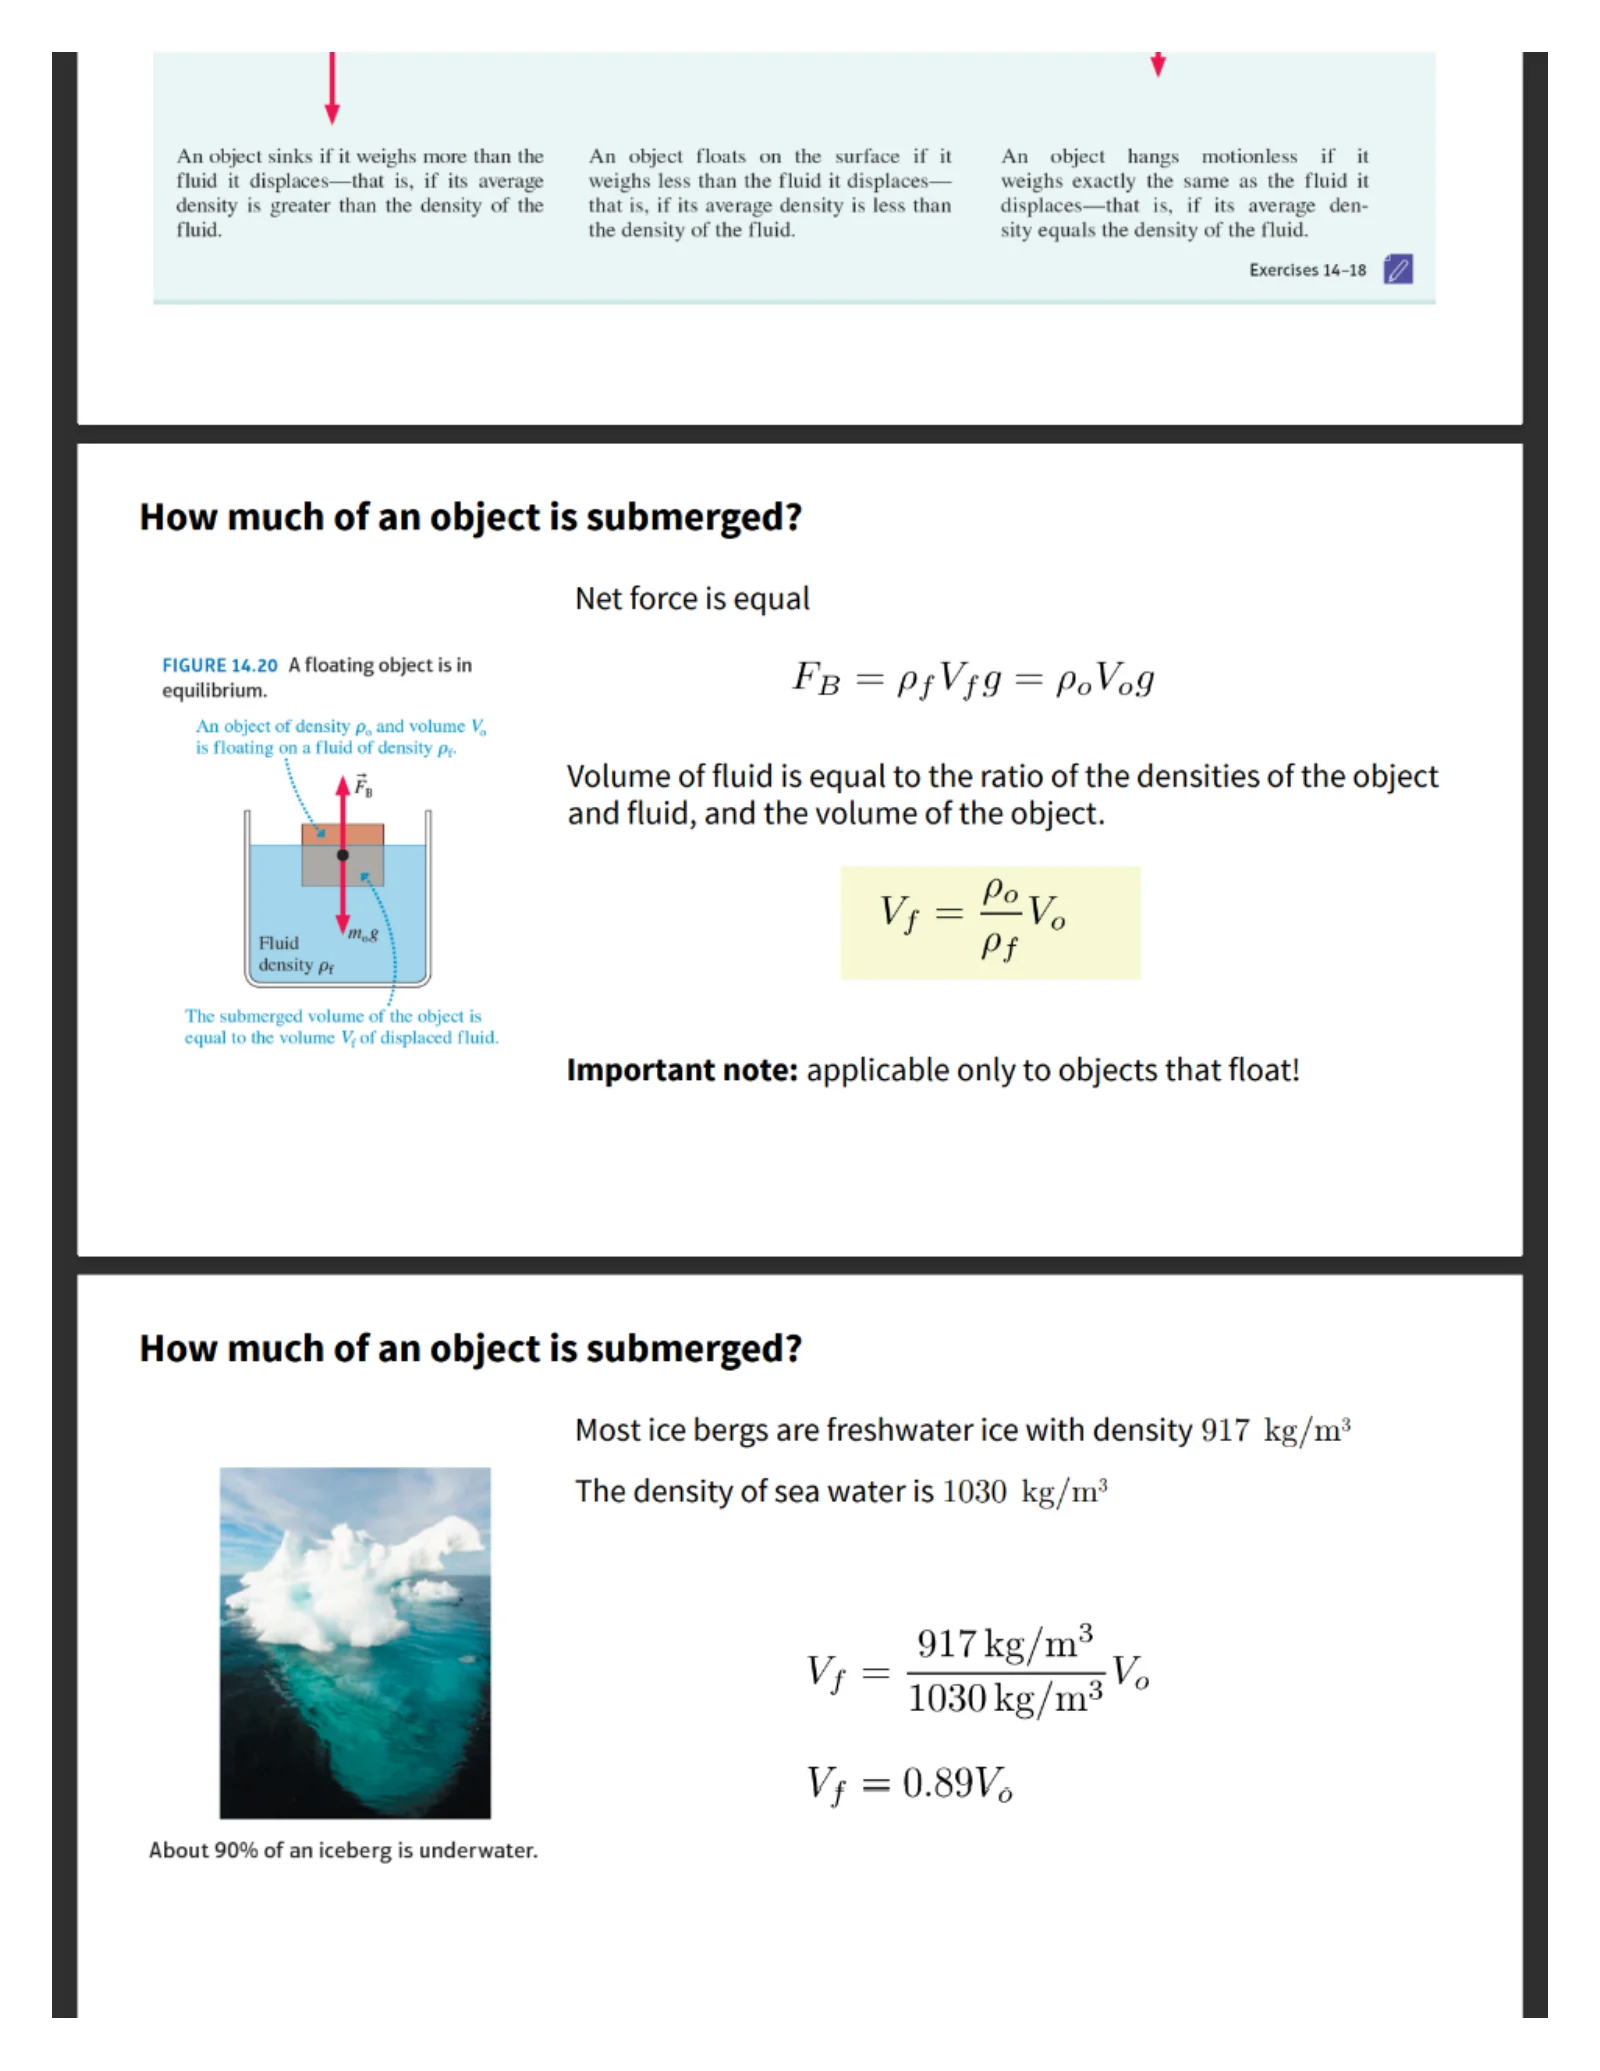 An object sinks if it weighs more than the
fluid it displaces—that is, if its average
density is greater than the density of the
fluid.
An object floats on the surface if it
weighs less than the fluid it displaces—
that is, if its average density is less than
the density of the fluid.
An object hangs motionless if it
weighs exactly the same as the fluid it
displaces—that is, if its average den-
sity equals the density of the fluid.
Exercises 14–18
How much of an object is submerged?
Net force is equal
F_B = ρ_f V_f g = ρ_o V_o g
FIGURE 14.20 A floating object is in
equilibrium.
An object of density ρₒ and volume Vₒ
is floating on a fluid of density ρ_f.
F⃗_B
mₒg
Fluid
density ρ_f
The submerged volume of the object is
equal to the volume V_f of displaced fluid.
Volume of fluid is equal to the ratio of the densities of the object
and fluid, and the volume of the object.
V_f = ρ_o/ρ_f V_o
Important note: applicable only to objects that float!
How much of an object is submerged?
Most ice bergs are freshwater ice with density 917 kg/m³
The density of sea water is 1030 kg/m³
V_f = 917 kg/m³ / 1030 kg/m³ V_o
V_f = 0.89V_o
About 90% of an iceberg is underwater.